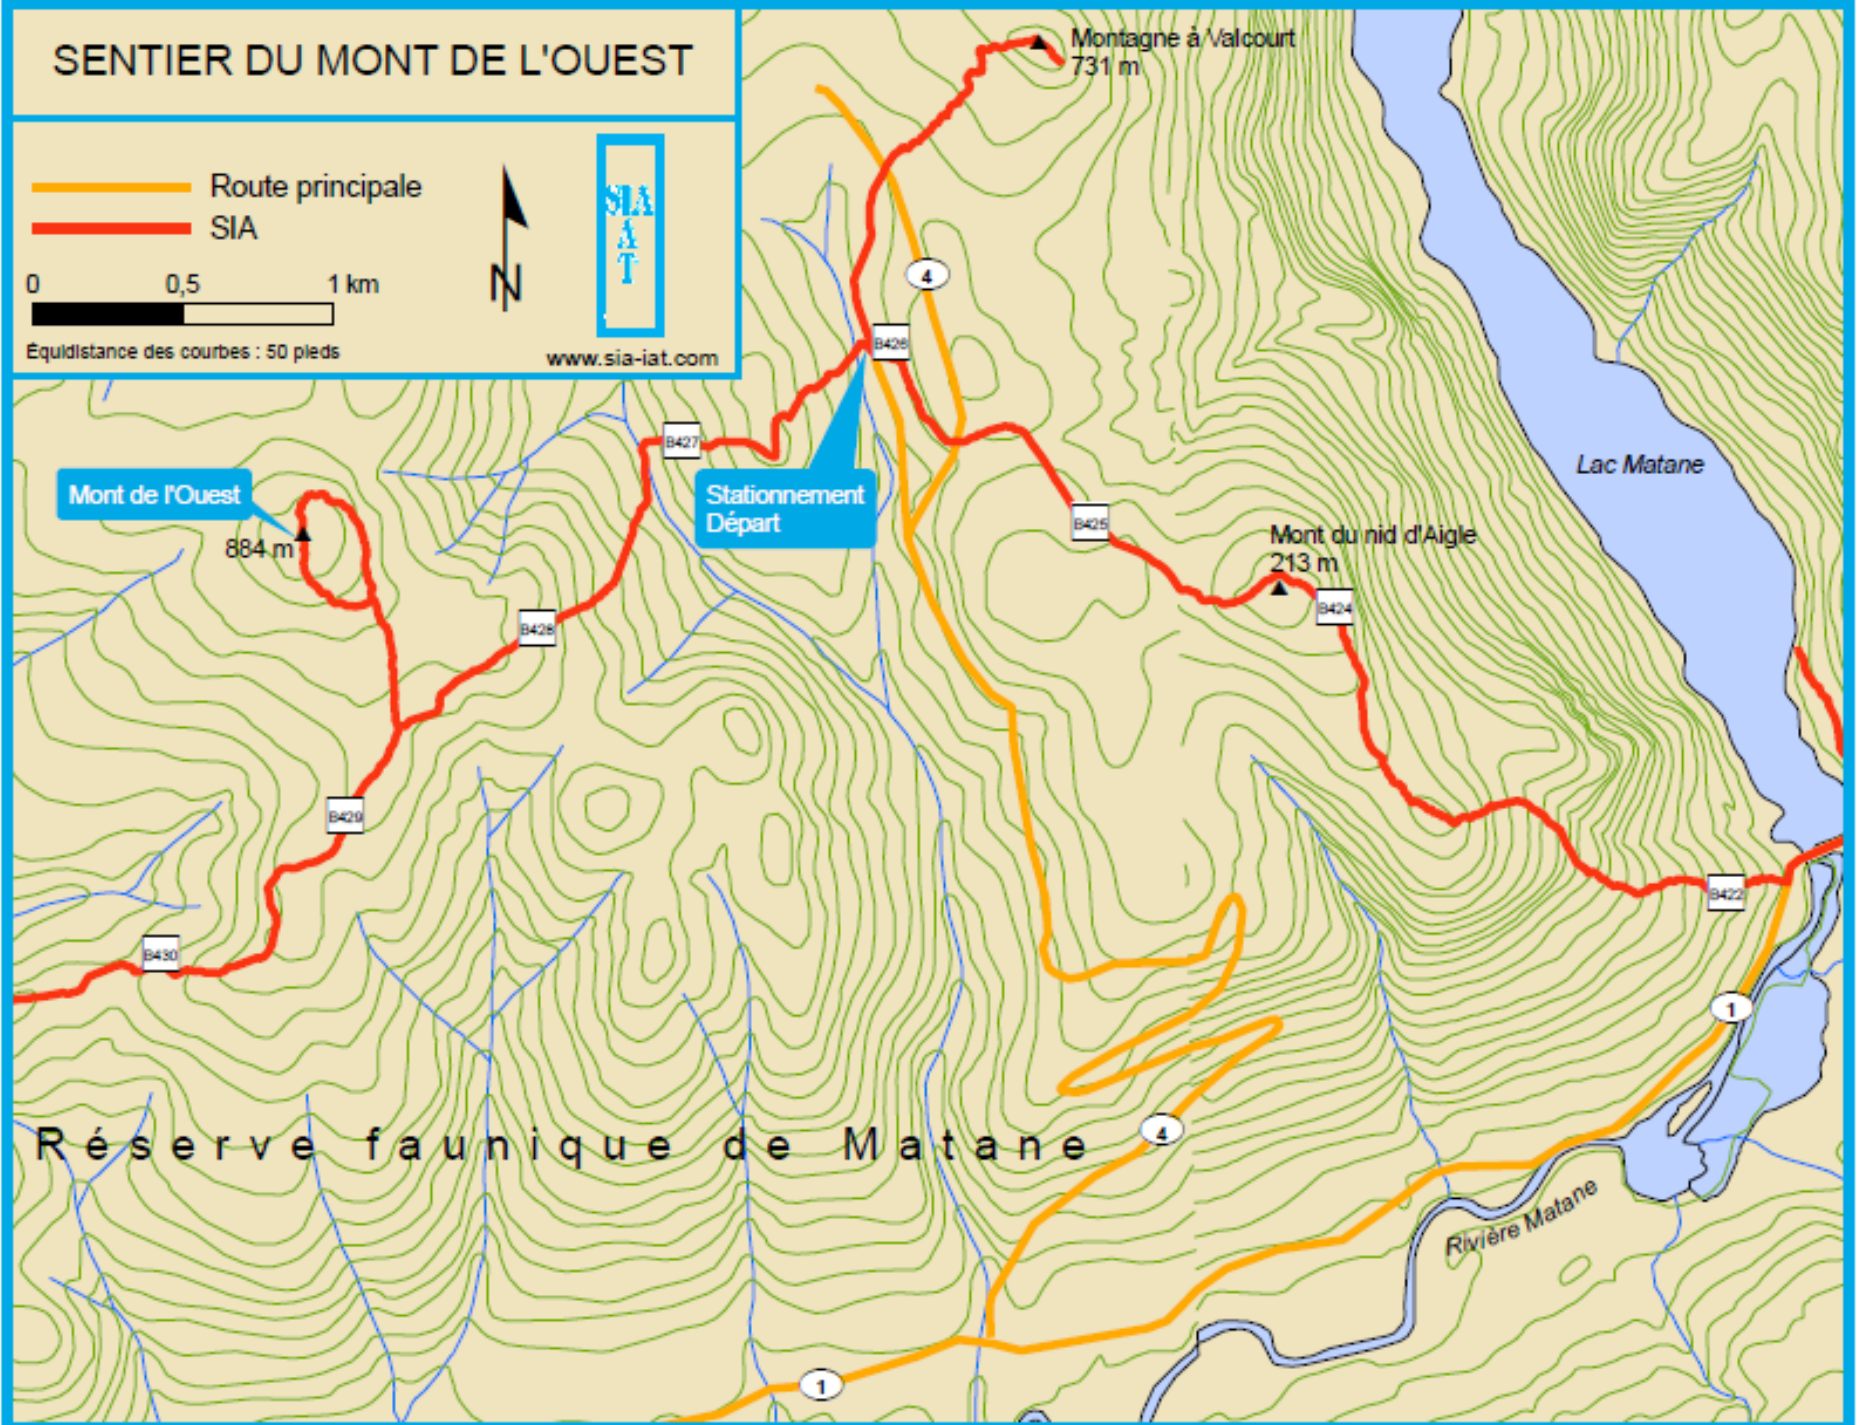 SENTIER DU MONT DE L'OUEST
Route principale
SIA
0 0,5 1 km
Équidistance des courbes : 50 pieds
N
SIA
A
T
www.sia-iat.com
Montagne à Valcourt
731 m
4
B426
B427
Mont de l'Ouest
884 m
Stationnement
Départ
Lac Matane
B425
Mont du nid d'Aigle
213 m
B424
B428
B429
B422
B430
1
4
Réserve faunique de Matane
Rivière Matane
1